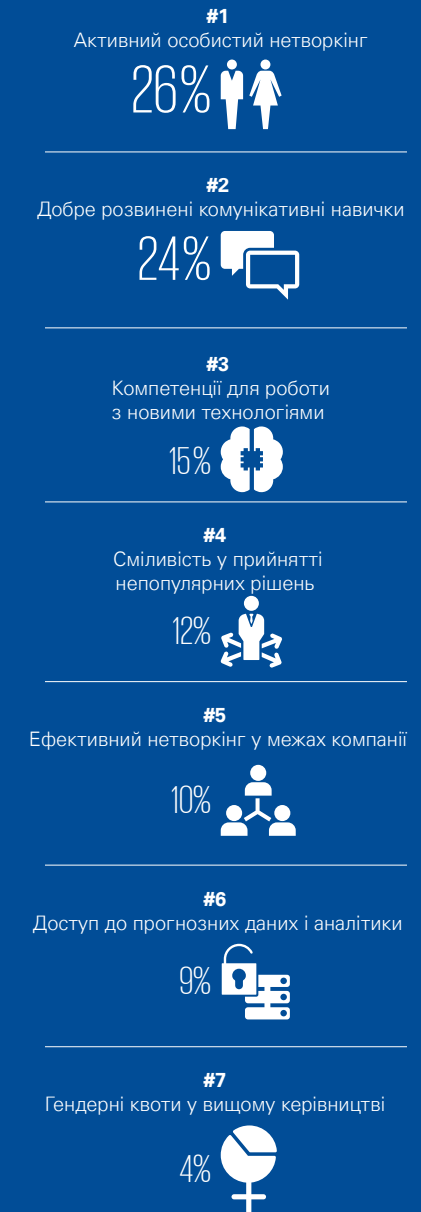 #1
Активний особистий нетворкінг
26%
#2
Добре розвинені комунікативні навички
24%
#3
Компетенції для роботи
з новими технологіями
15%
#4
Сміливість у прийнятті
непопулярних рішень
12%
#5
Ефективний нетворкінг у межах компанії
10%
#6
Доступ до прогнозних даних і аналітики
9%
#7
Гендерні квоти у вищому керівництві
4%